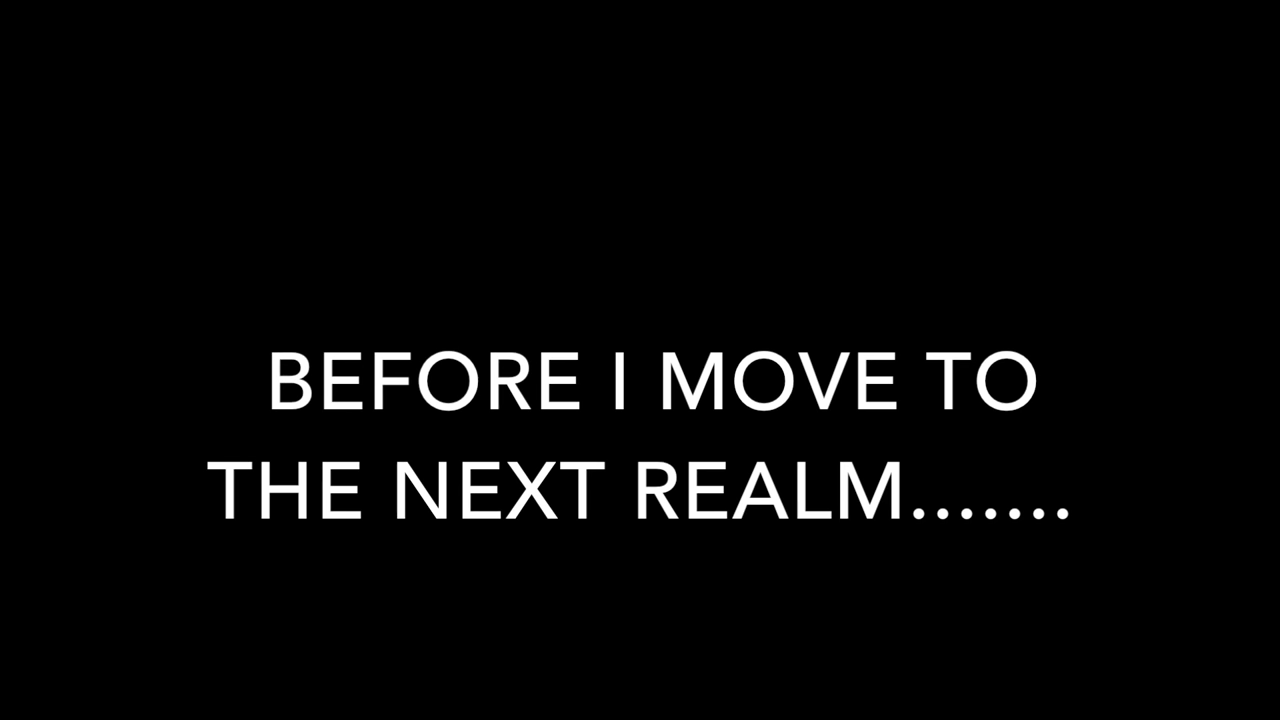 BEFORE I MOVE TO
THE NEXT REALM.......